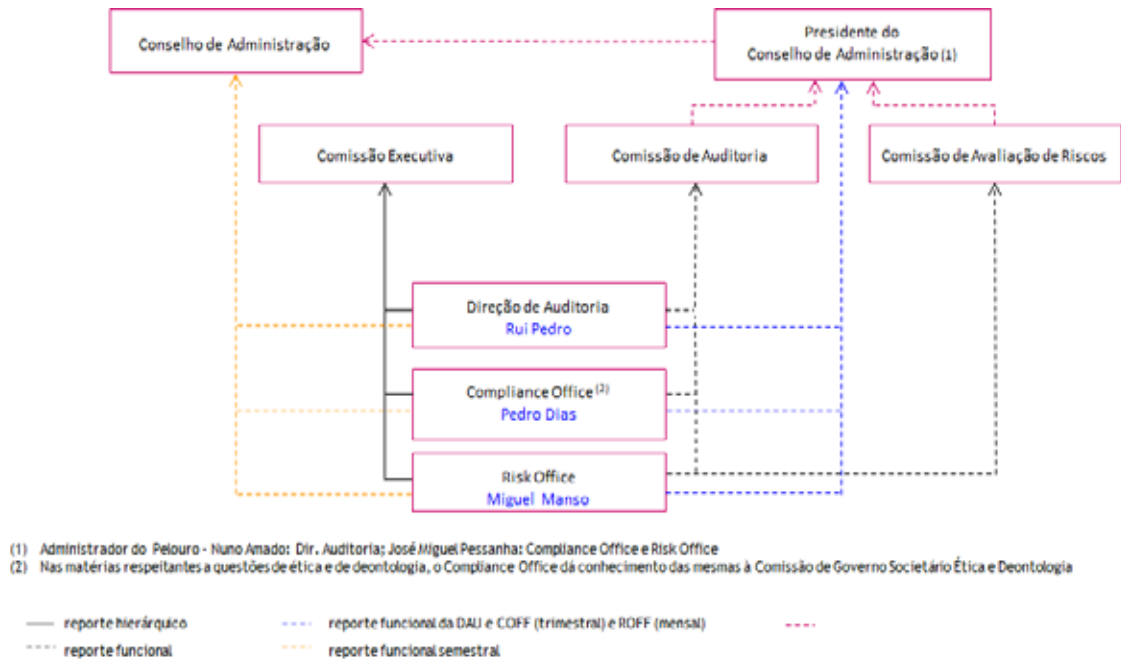 Conselho de Administração
Presidente do
Conselho de Administração (1)
Comissão Executiva
Comissão de Auditoria
Comissão de Avaliação de Riscos
Direção de Auditoria
Rui Pedro
Compliance Office (2)
Pedro Dias
Risk Office
Miguel Manso
(1) Administrador do Pelouro - Nuno Amado: Dir. Auditoria; José Miguel Pessanha: Compliance Office e Risk Office
(2) Nas matérias respeitantes a questões de ética e de deontologia, o Compliance Office dá conhecimento das mesmas à Comissão de Governo Societário Ética e Deontologia
reporte hierárquico
reporte funcional da DAU e COFF (trimestral) e ROFF (mensal)
reporte funcional
reporte funcional semestral